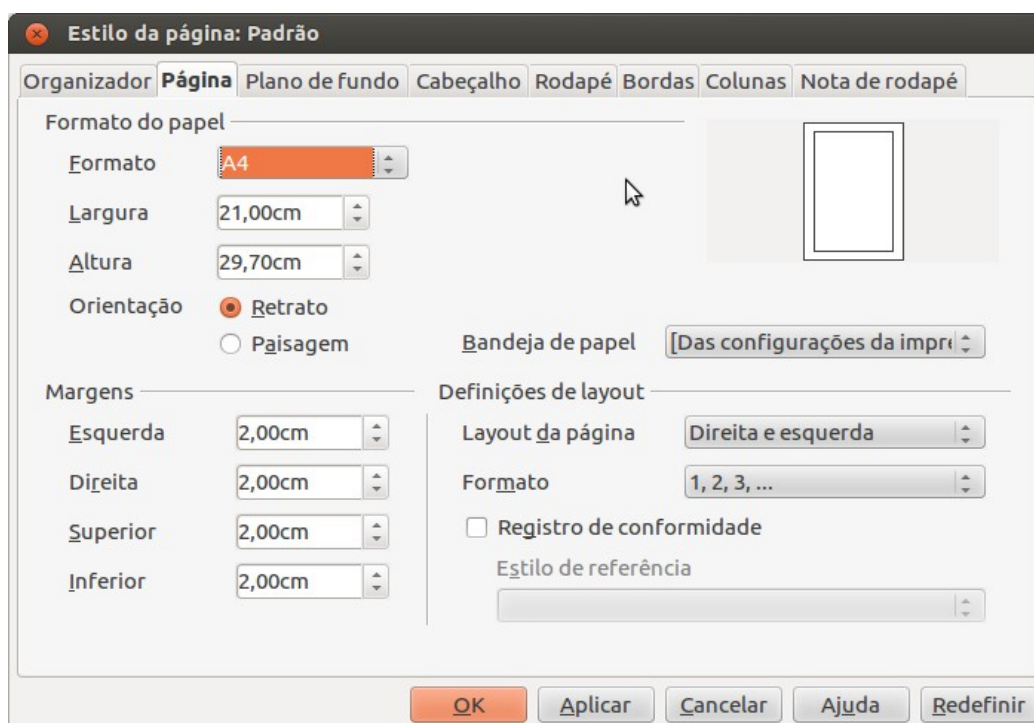 Estilo da página: Padrão
Organizador Página Plano de fundo Cabeçalho Rodapé Bordas Colunas Nota de rodapé
Formato do papel
Formato A4
Largura 21,00cm
Altura 29,70cm
Orientação Retrato
Paisagem
Bandeja de papel [Das configurações da impre
Margens
Esquerda 2,00cm
Direita 2,00cm
Superior 2,00cm
Inferior 2,00cm
Definições de layout
Layout da página Direita e esquerda
Formato 1, 2, 3, ...
Registro de conformidade
Estilo de referência
OK Aplicar Cancelar Ajuda Redefinir